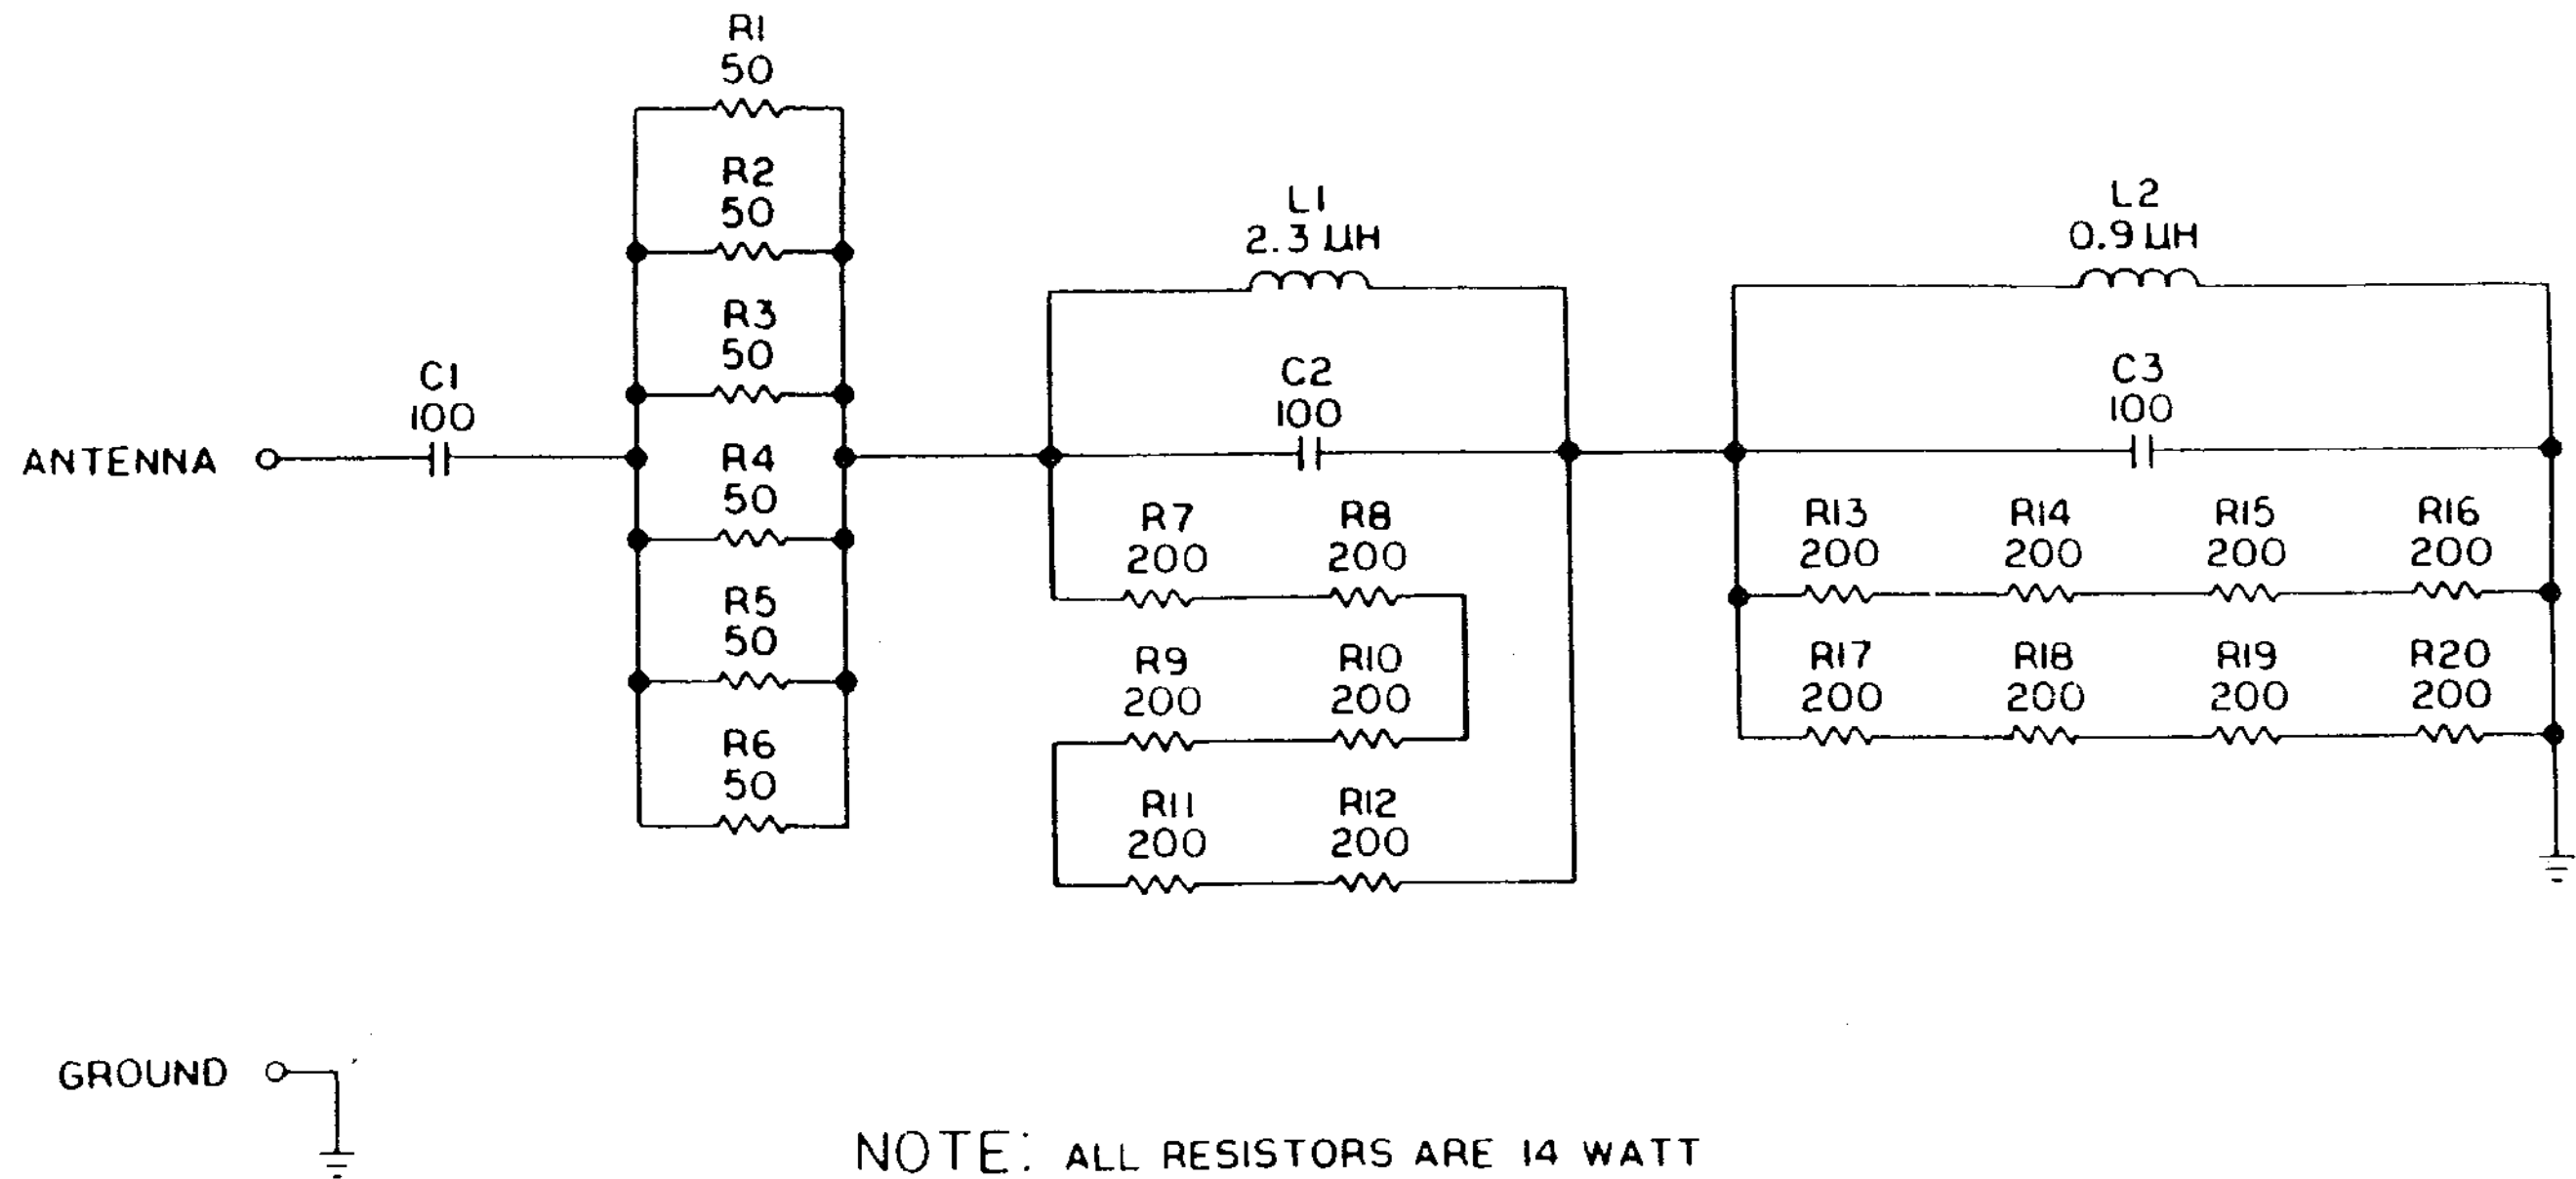 R1
50
R2
50
R3
50
R4
50
R5
50
R6
50
ANTENNA
C1
100
L1
2.3 µH
C2
100
R7 R8
200 200
R9 R10
200 200
R11 R12
200 200
L2
0.9 µH
C3
100
R13 R14 R15 R16
200 200 200 200
R17 R18 R19 R20
200 200 200 200
GROUND
NOTE: ALL RESISTORS ARE 14 WATT